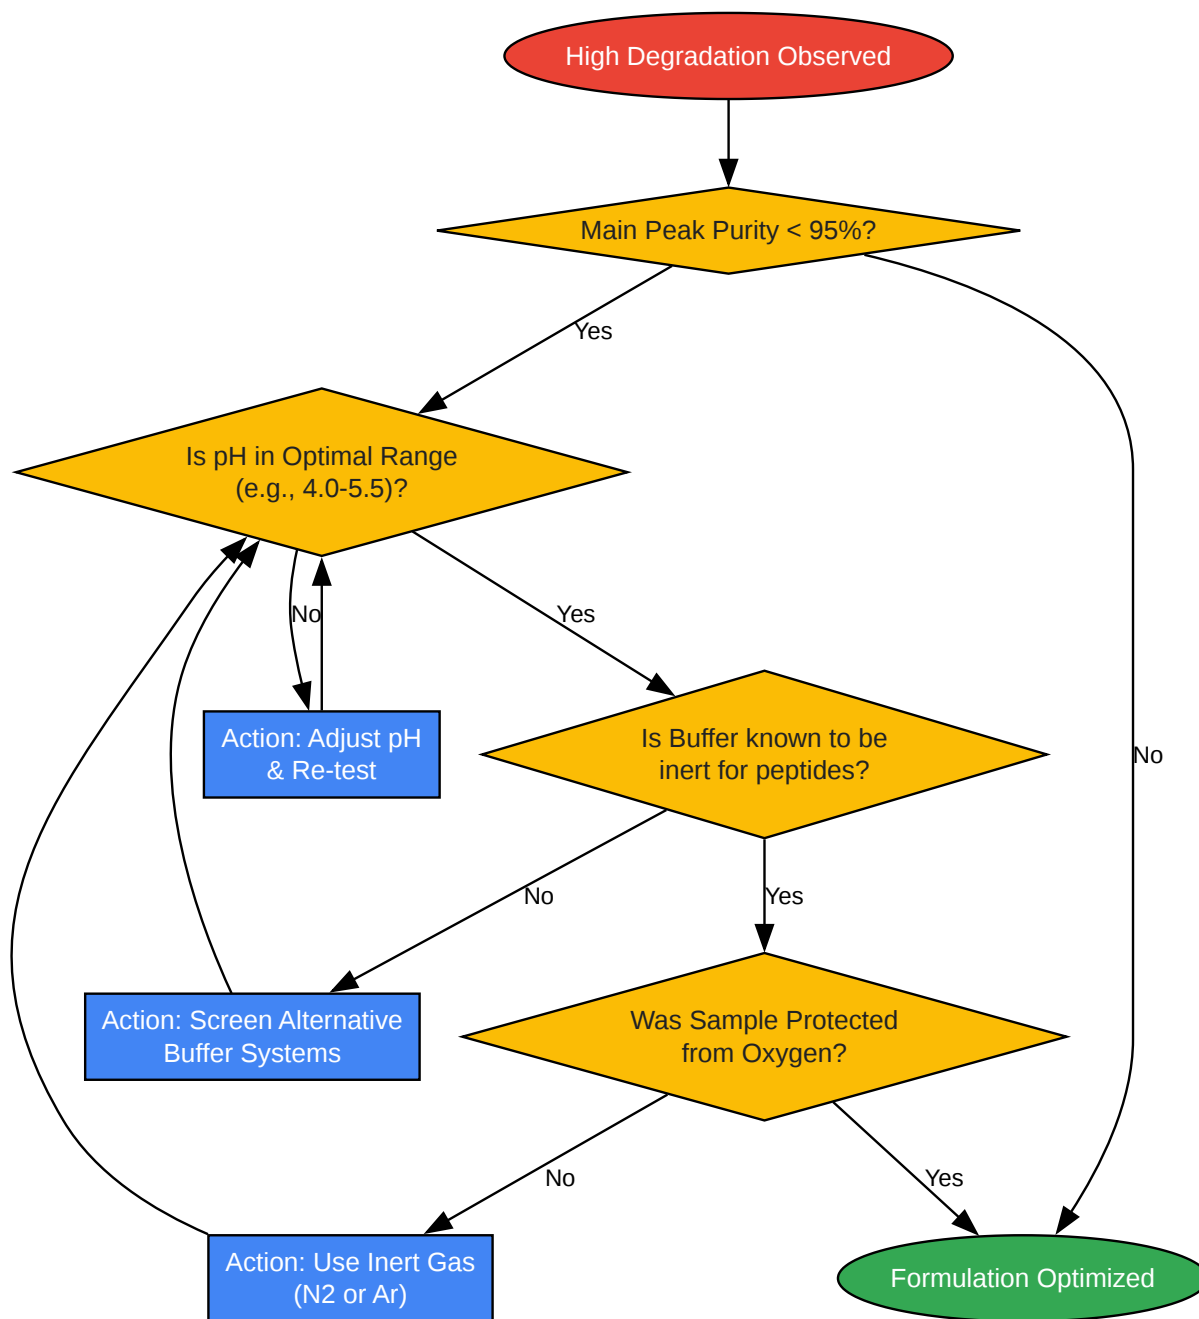 High Degradation Observed
Main Peak Purity < 95%?
Yes
Is pH in Optimal Range
(e.g., 4.0-5.5)?
No
Yes
Action: Adjust pH
& Re-test
Is Buffer known to be
inert for peptides?
No
No
Yes
Action: Screen Alternative
Buffer Systems
Was Sample Protected
from Oxygen?
No
Yes
Action: Use Inert Gas
(N2 or Ar)
Formulation Optimized